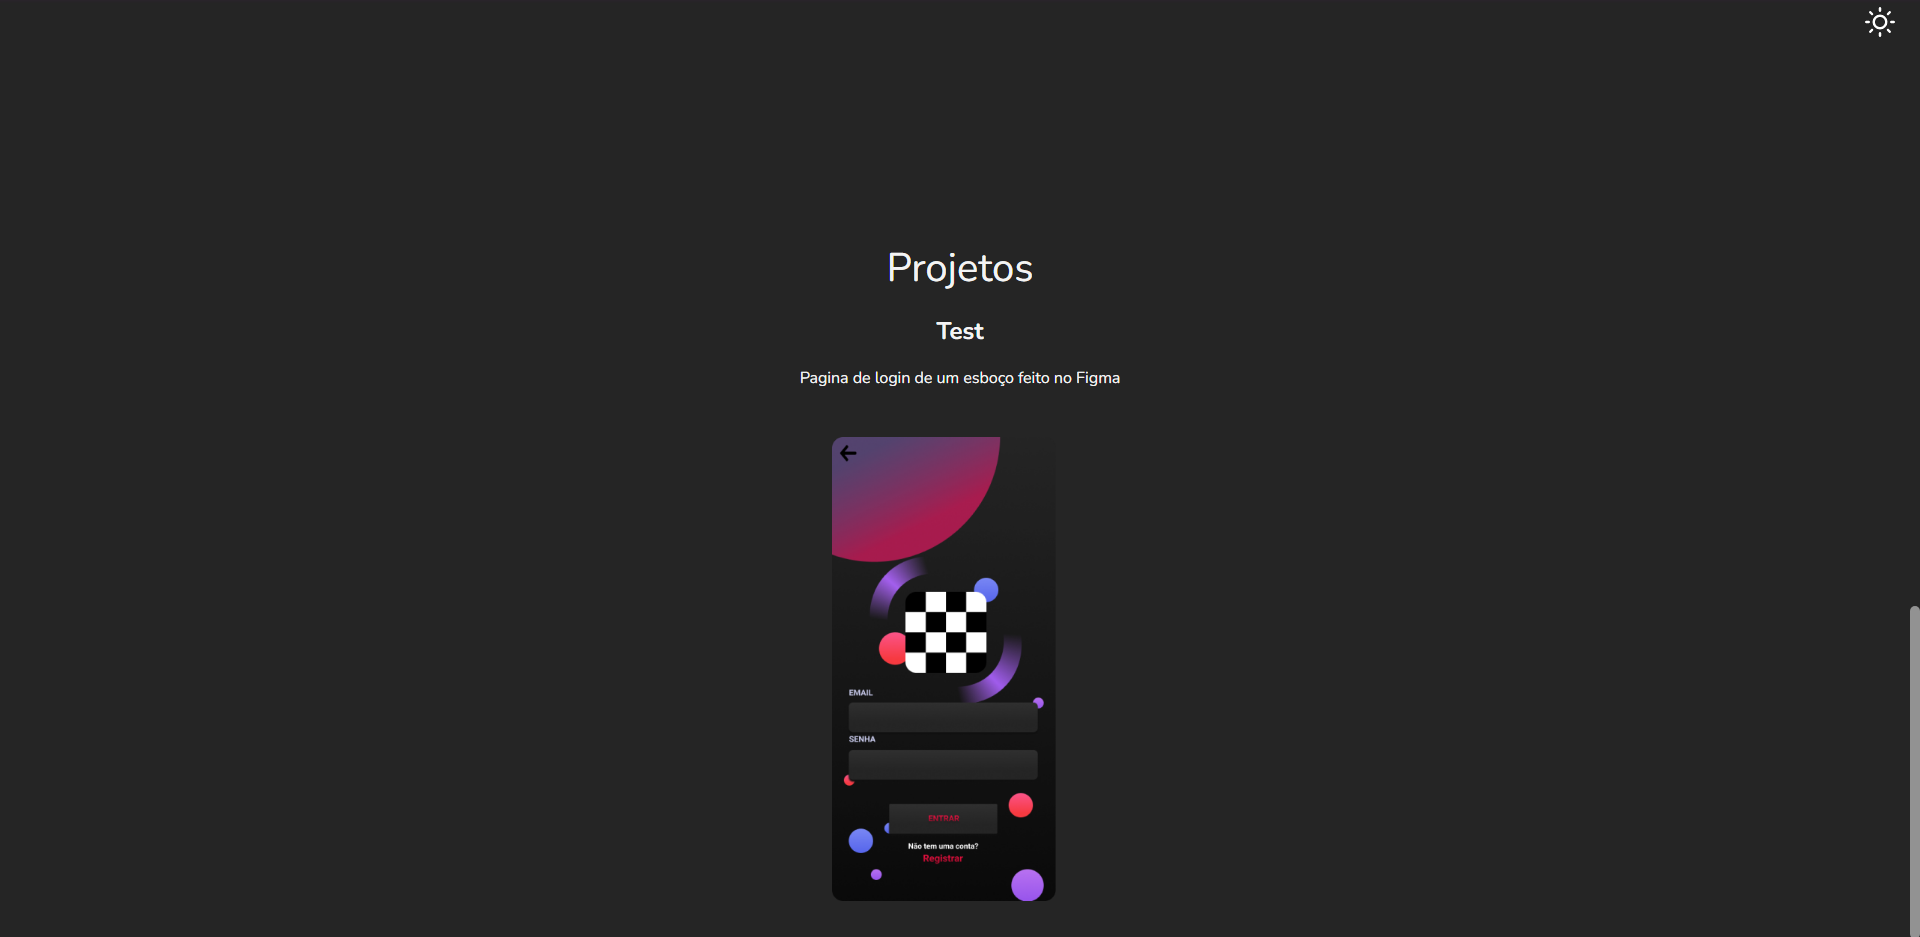 Projetos
Test
Pagina de login de um esboço feito no Figma
EMAIL
SENHA
ENTRAR
Não tem uma conta?
Registrar